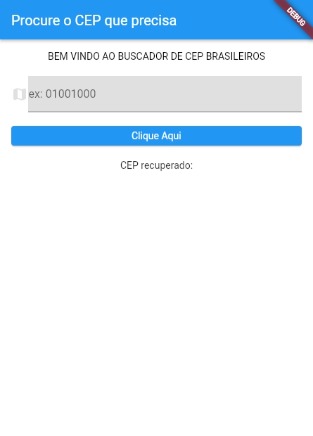 Procure o CEP que precisa
DEBUG
BEM VINDO AO BUSCADOR DE CEP BRASILEIROS
ex: 01001000
Clique Aqui
CEP recuperado: